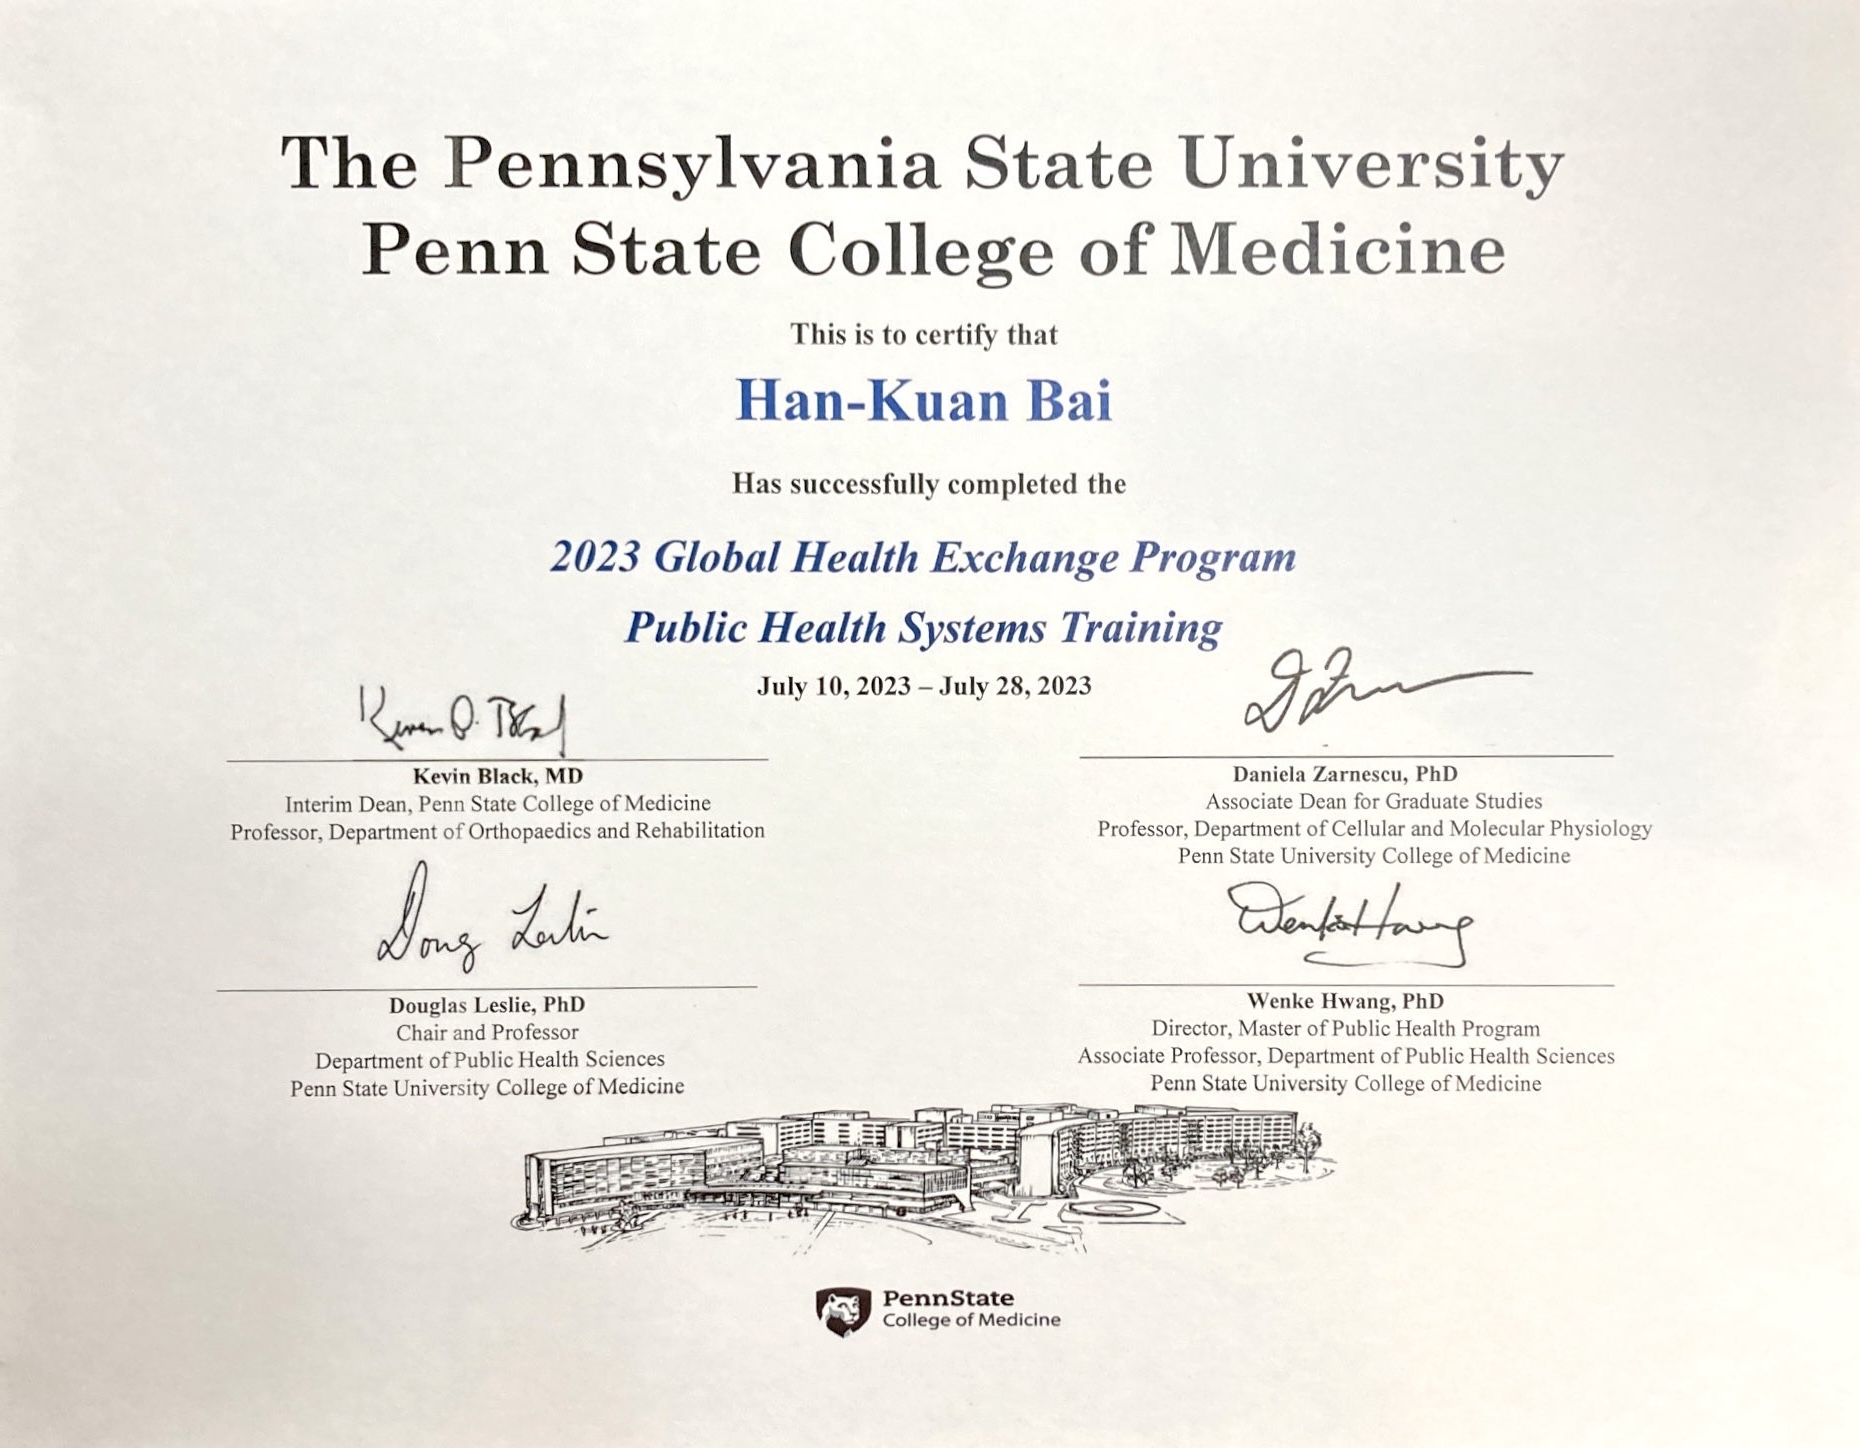 The Pennsylvania State University
Penn State College of Medicine
This is to certify that
Han-Kuan Bai
Has successfully completed the
2023 Global Health Exchange Program
Public Health Systems Training
July 10, 2023 – July 28, 2023
Kevin Black, MD
Interim Dean, Penn State College of Medicine
Professor, Department of Orthopaedics and Rehabilitation
Daniela Zarnescu, PhD
Associate Dean for Graduate Studies
Professor, Department of Cellular and Molecular Physiology
Penn State University College of Medicine
Doug Leslie
Wenke Hwang
Douglas Leslie, PhD
Chair and Professor
Department of Public Health Sciences
Penn State University College of Medicine
Wenke Hwang, PhD
Director, Master of Public Health Program
Associate Professor, Department of Public Health Sciences
Penn State University College of Medicine
PennState
College of Medicine